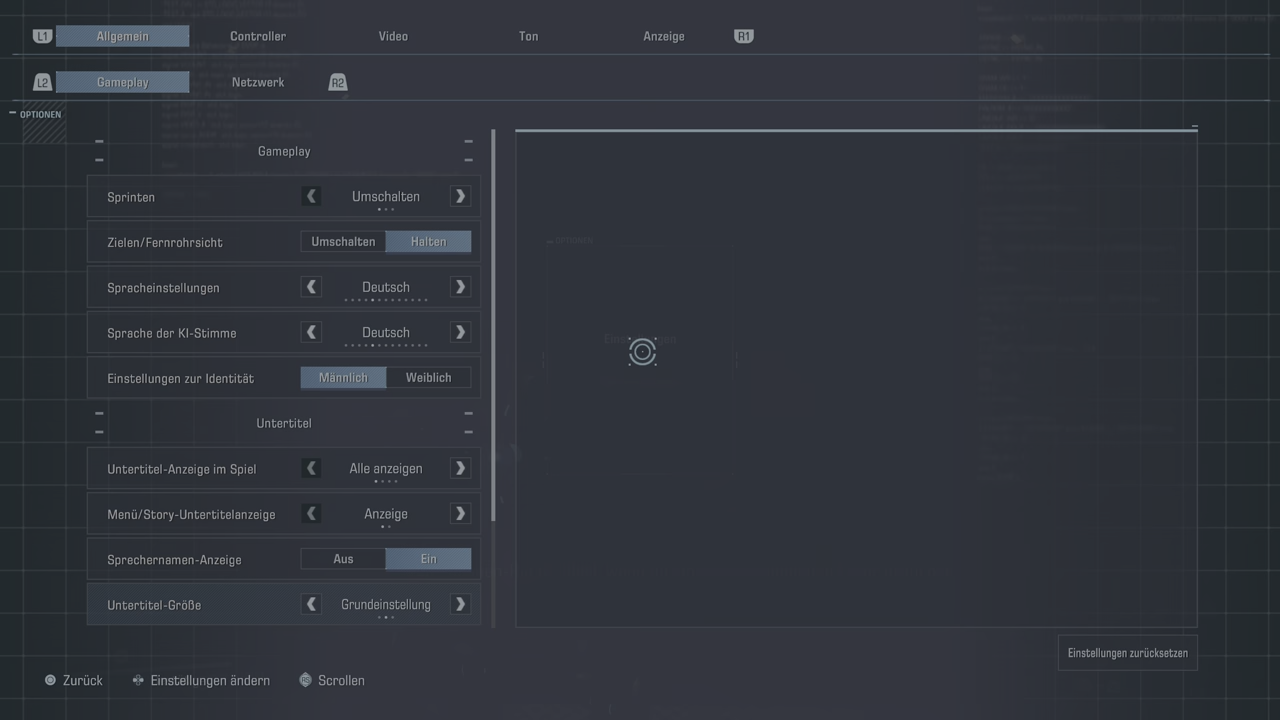 L1 Allgemein Controller Video Ton Anzeige R1
L2 Gameplay Netzwerk R2
OPTIONEN
Gameplay
Sprinten Umschalten
Zielen/Fernrohrsicht Umschalten Halten
Spracheinstellungen Deutsch
Sprache der KI-Stimme Deutsch
Einstellungen zur Identität Männlich Weiblich
Untertitel
Untertitel-Anzeige im Spiel Alle anzeigen
Menü/Story-Untertitelanzeige Anzeige
Sprechernamen-Anzeige Aus Ein
Untertitel-Größe Grundeinstellung
OPTIONEN
Einstellungen zurücksetzen
Zurück Einstellungen ändern RS Scrollen